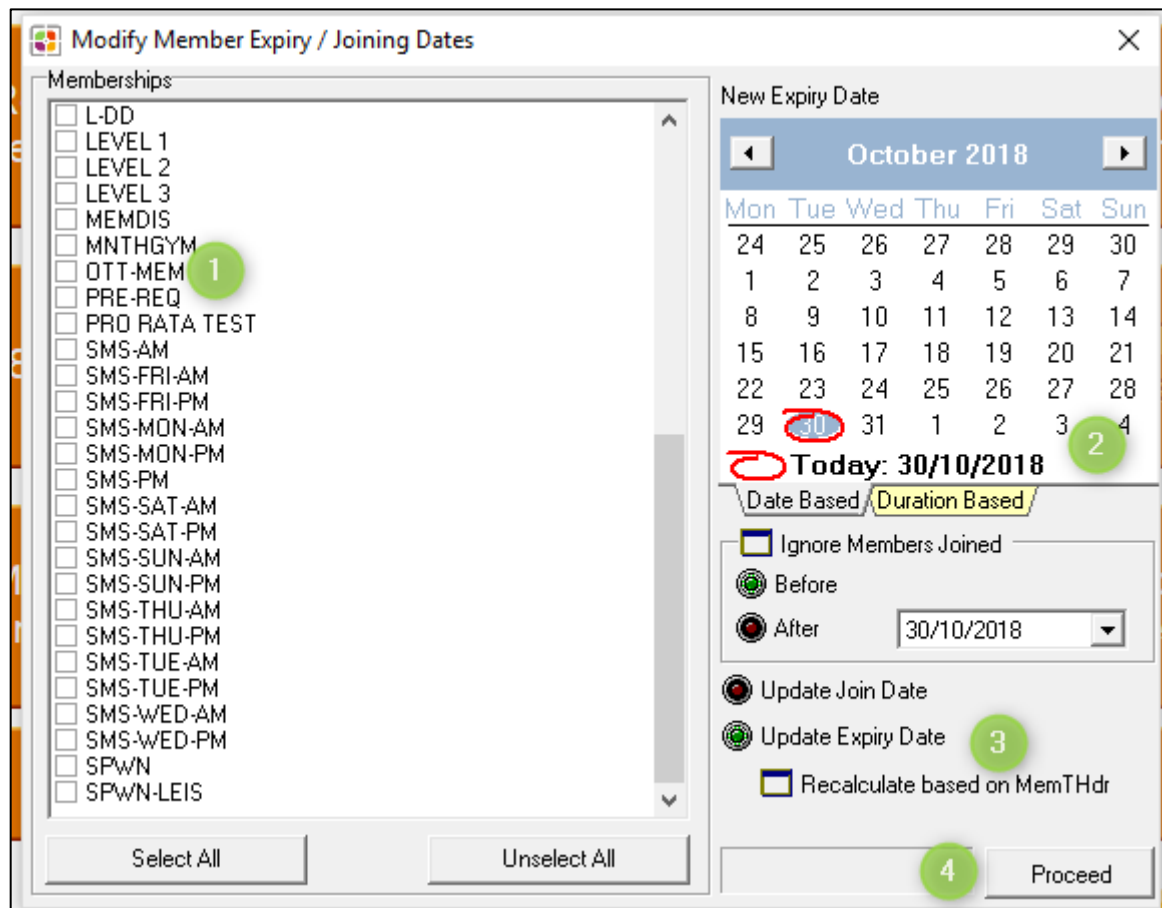 Modify Member Expiry / Joining Dates
Memberships
L-DD
LEVEL 1
LEVEL 2
LEVEL 3
MEMDIS
MNTHGYM
OTT-MEM
1
PRE-REQ
PRO RATA TEST
SMS-AM
SMS-FRI-AM
SMS-FRI-PM
SMS-MON-AM
SMS-MON-PM
SMS-PM
SMS-SAT-AM
SMS-SAT-PM
SMS-SUN-AM
SMS-SUN-PM
SMS-THU-AM
SMS-THU-PM
SMS-TUE-AM
SMS-TUE-PM
SMS-WED-AM
SMS-WED-PM
SPWN
SPWN-LEIS
Select All
Unselect All
New Expiry Date
October 2018
Mon Tue Wed Thu Fri Sat Sun
24 25 26 27 28 29 30
1 2 3 4 5 6 7
8 9 10 11 12 13 14
15 16 17 18 19 20 21
22 23 24 25 26 27 28
29 30 31 1 2 3 4
2
Today: 30/10/2018
Date Based Duration Based
Ignore Members Joined
Before
After 30/10/2018
Update Join Date
Update Expiry Date 3
Recalculate based on MemTHdr
4 Proceed